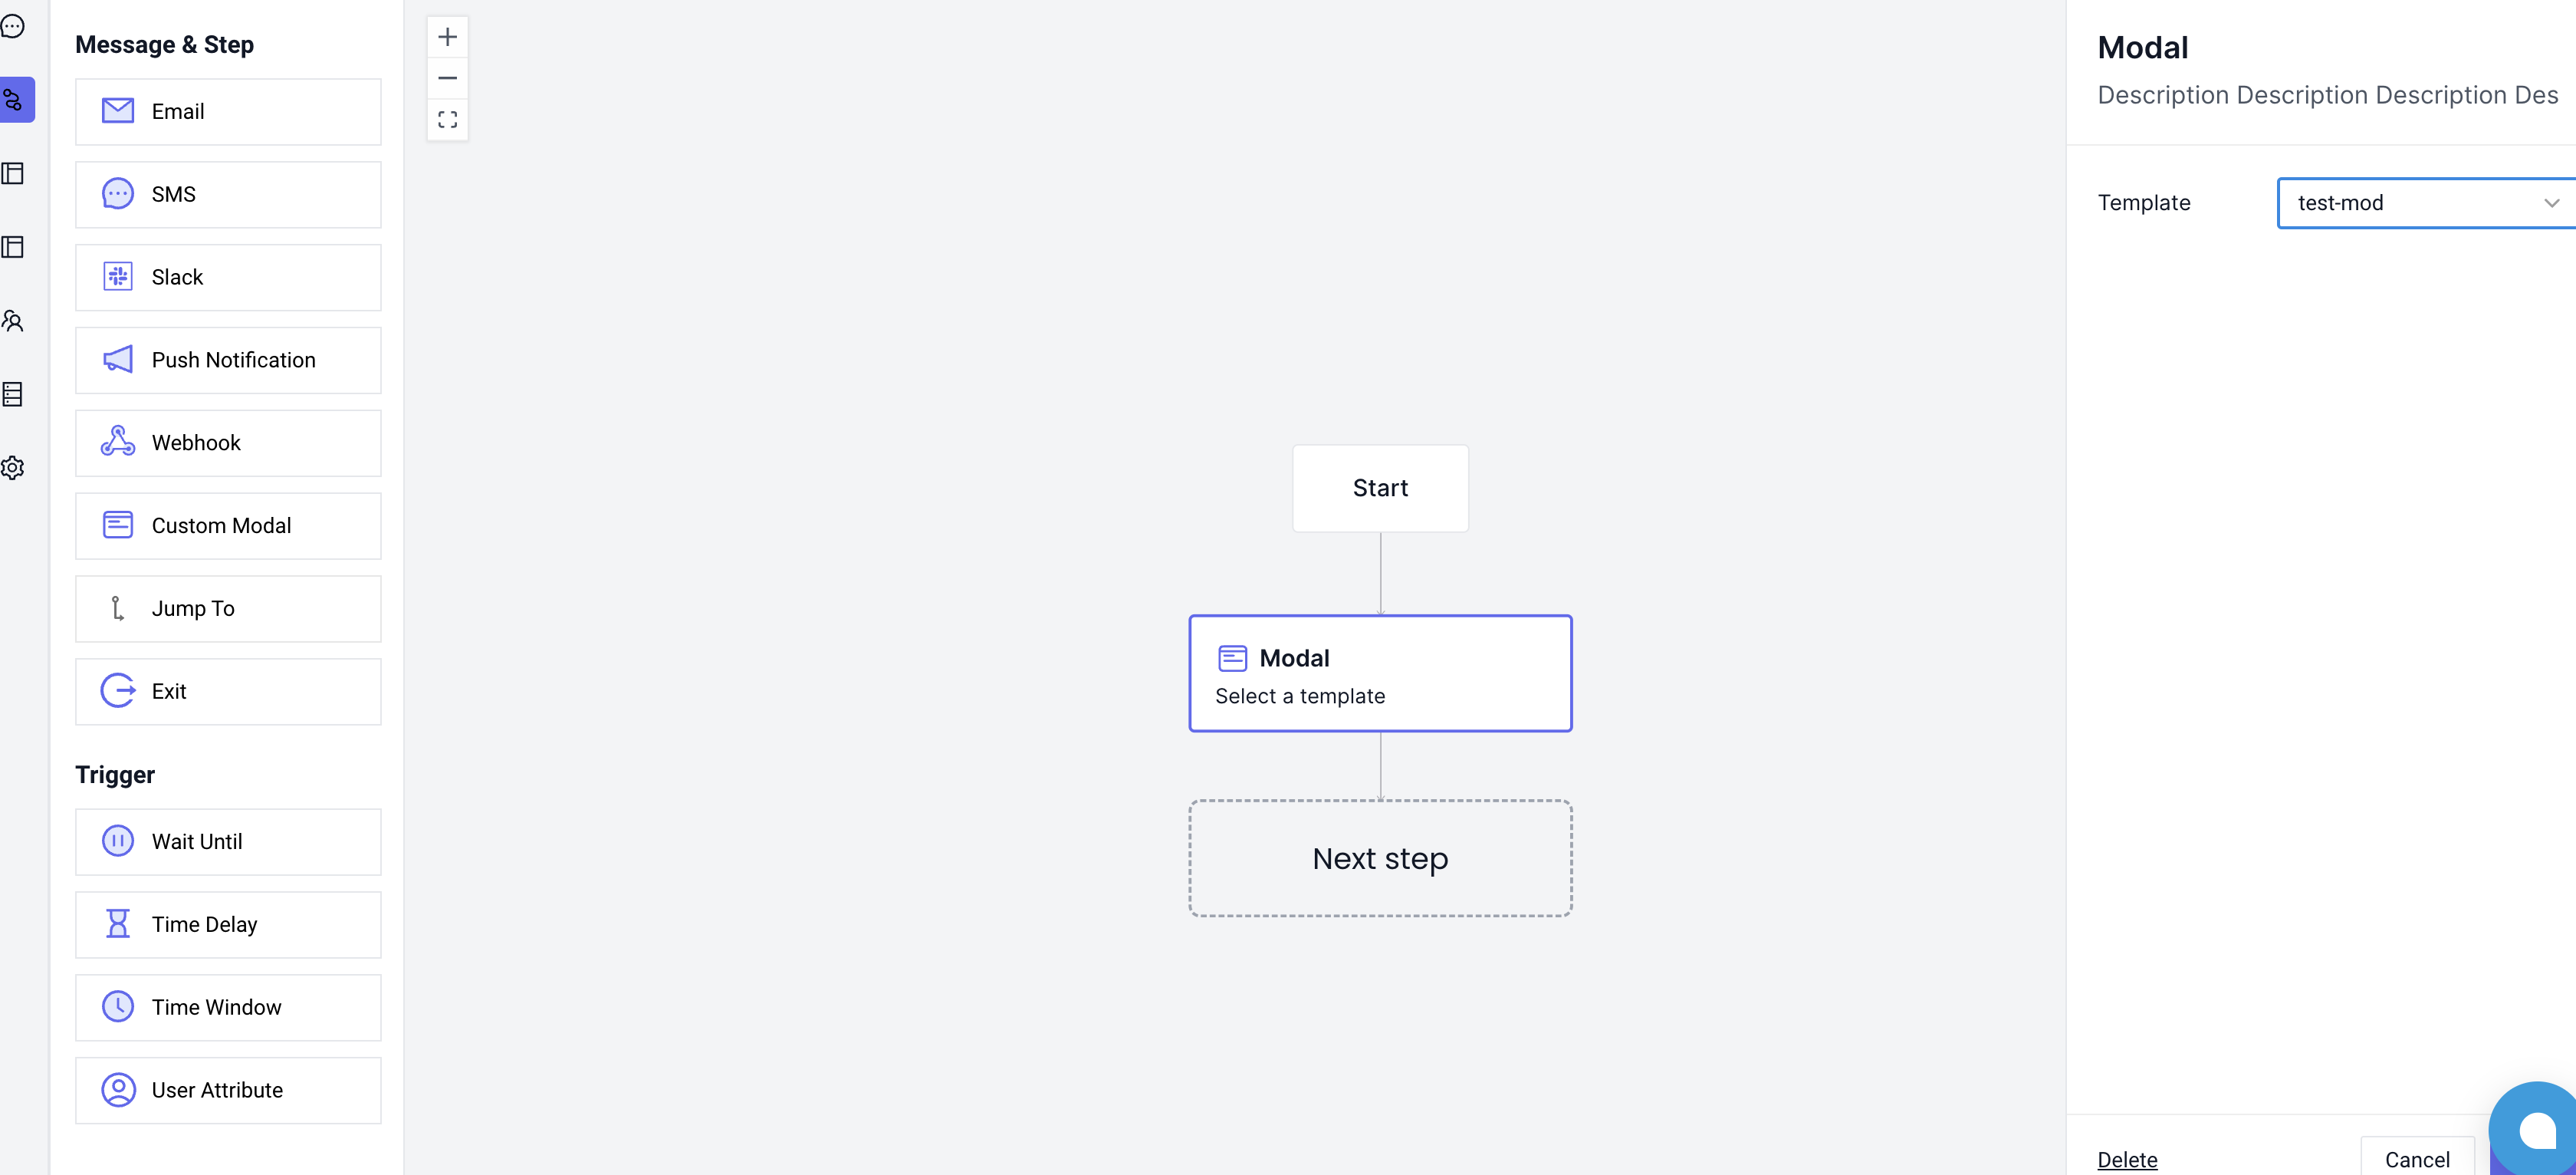 Message & Step
Email
SMS
Slack
Push Notification
Webhook
Custom Modal
Jump To
Exit
Trigger
Wait Until
Time Delay
Time Window
User Attribute
Start
Modal
Select a template
Next step
Modal
Description Description Description Des
Template
test-mod
Delete
Cancel